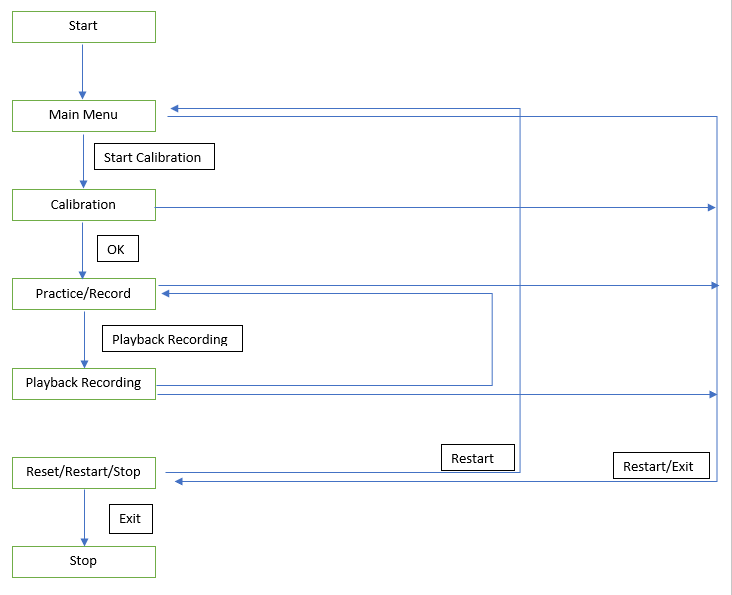 Start
Main Menu
Start Calibration
Calibration
OK
Practice/Record
Playback Recording
Playback Recording
Restart
Restart/Exit
Reset/Restart/Stop
Exit
Stop